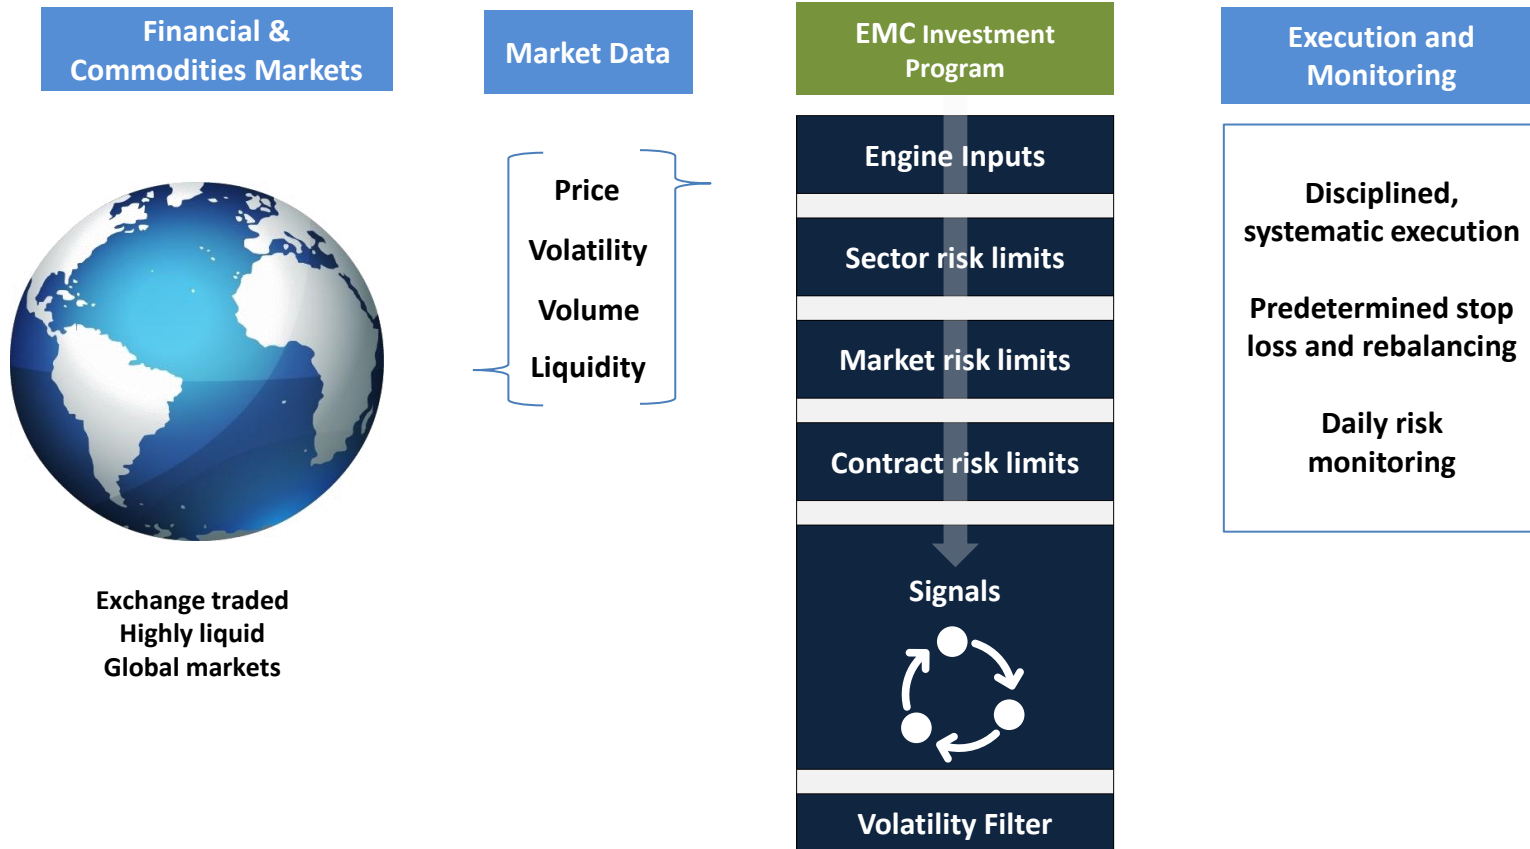 Financial &
Commodities Markets
Exchange traded
Highly liquid
Global markets
Market Data
Price
Volatility
Volume
Liquidity
EMC Investment
Program
Engine Inputs
Sector risk limits
Market risk limits
Contract risk limits
Signals
Volatility Filter
Execution and
Monitoring
Disciplined,
systematic execution
Predetermined stop
loss and rebalancing
Daily risk
monitoring